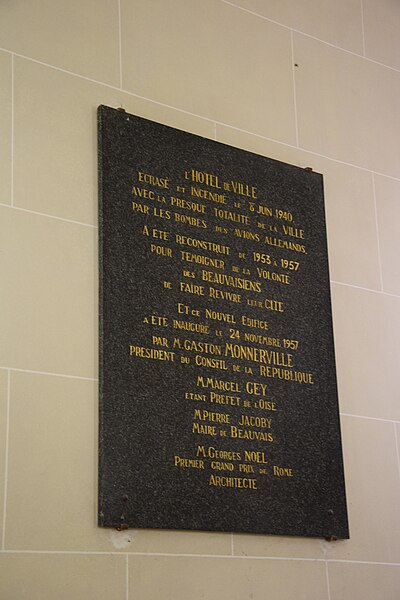 L'HOTEL DE VILLE
ECRASE ET INCENDIE LE 8 JUIN 1940
AVEC LA PRESQUE TOTALITE DE LA VILLE
PAR LES BOMBES DES AVIONS ALLEMANDS
A ETE RECONSTRUIT DE 1953 A 1957
POUR TEMOIGNER DE LA VOLONTE
DES BEAUVAISIENS
DE FAIRE REVIVRE LEUR CITE
ET CE NOUVEL EDIFICE
A ETE INAUGURE LE 24 NOVEMBRE 1957
PAR M. GASTON MONNERVILLE
PRESIDENT DU CONSEIL DE LA REPUBLIQUE
M. MARCEL GEY
ETANT PREFET DE L'OISE
M. PIERRE JACOBY
MAIRE DE BEAUVAIS
M. GEORGES NOEL
PREMIER GRAND PRIX DE ROME
ARCHITECTE